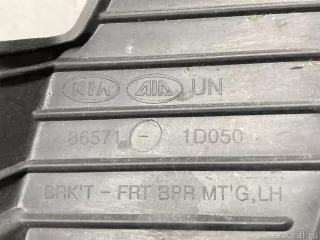 KIA KIA UN
86571 - 1D050
BRK'T - FRT BPR MT'G,LH